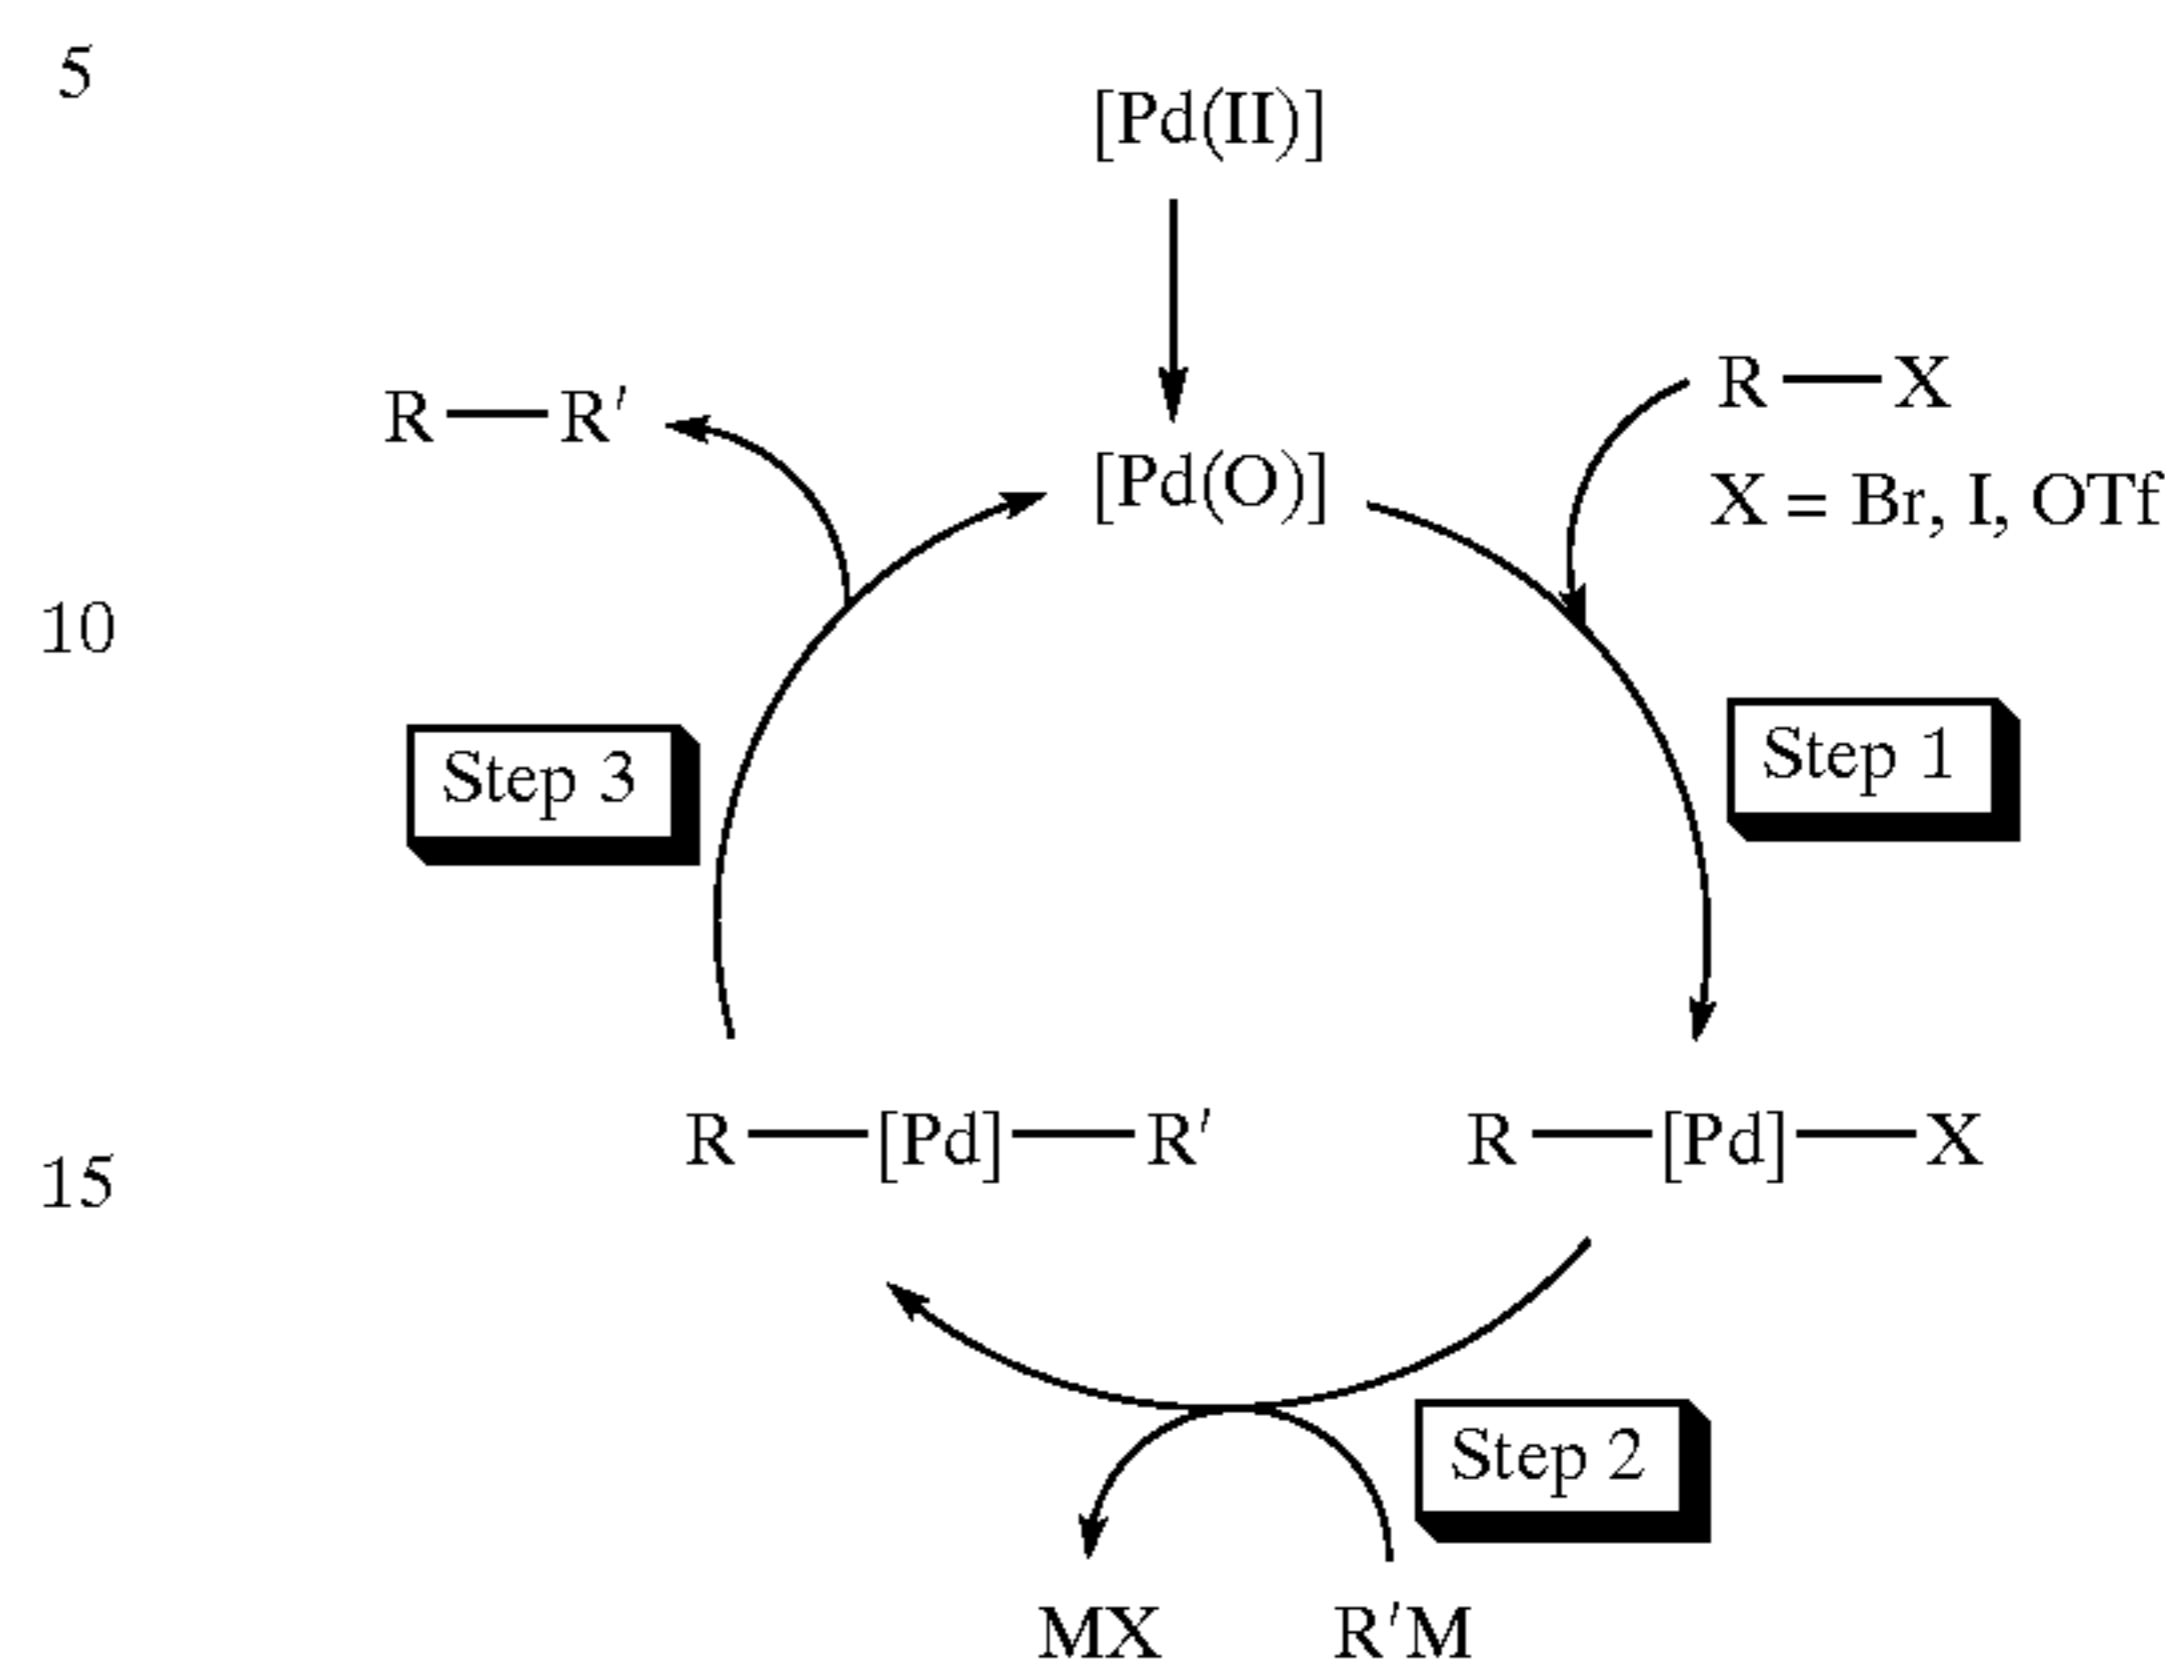 5
[Pd(II)]
R—R′
[Pd(O)]
R—X
X = Br, I, OTf
10
Step 3
Step 1
R—[Pd]—R′
R—[Pd]—X
15
Step 2
MX
R′M